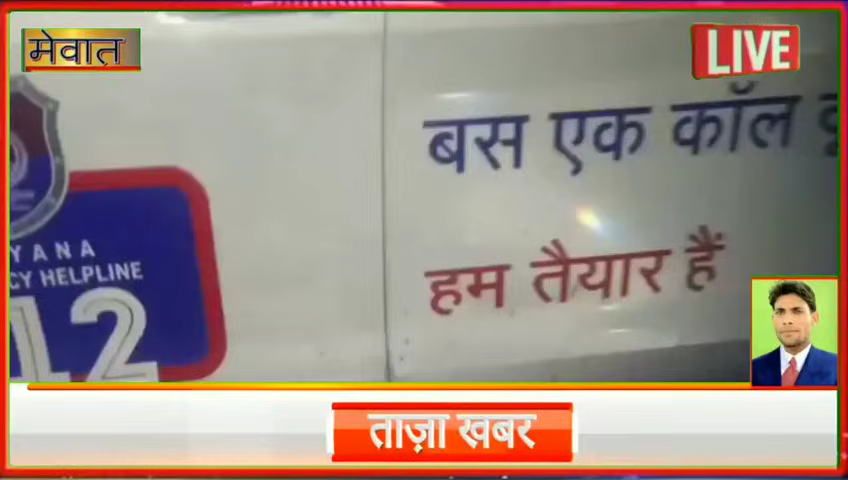 मेवात
LIVE
बस एक कॉल
हम तैयार हैं
YANA
CY HELPLINE
12
ताज़ा खबर